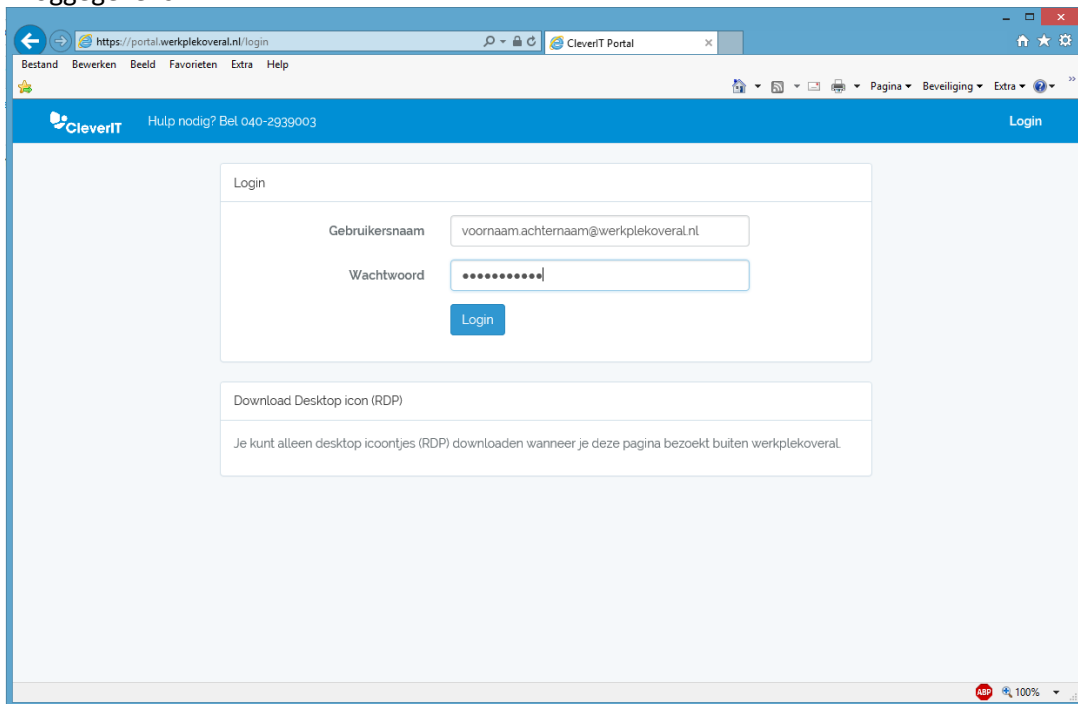 https://portal.werkplekoveral.nl/login
CleverIT Portal
Bestand Bewerken Beeld Favorieten Extra Help
Pagina Beveiliging Extra
CleverIT Hulp nodig? Bel 040-2939003 Login
Login
Gebruikersnaam voornaam.achternaam@werkplekoveral.nl
Wachtwoord •••••••••••
Login
Download Desktop icon (RDP)
Je kunt alleen desktop icoontjes (RDP) downloaden wanneer je deze pagina bezoekt buiten werkplekoveral.
ABP 100%